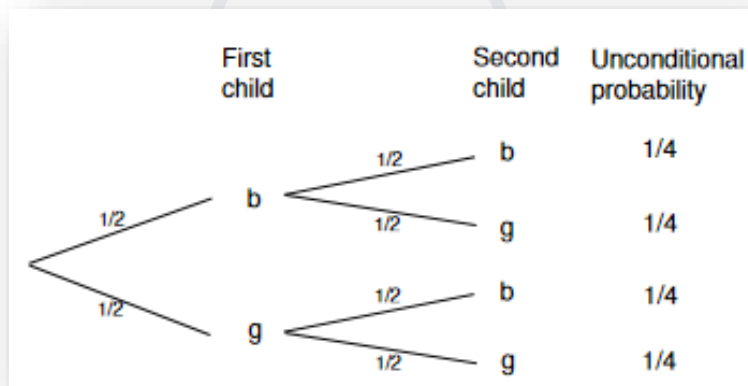 First child
Second child
Unconditional probability
1/2
b
1/2
b
1/4
1/2
g
1/4
1/2
g
1/2
b
1/4
1/2
g
1/4